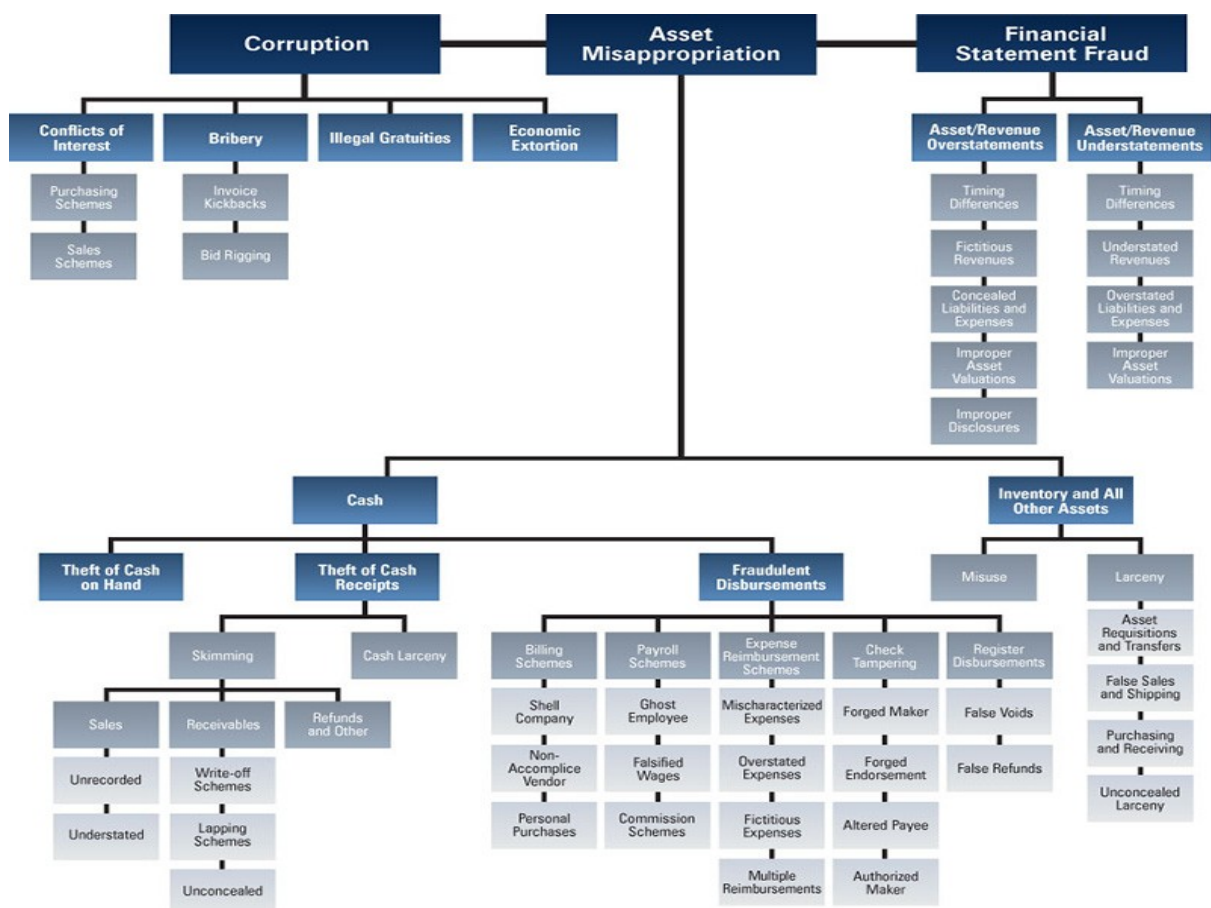 Corruption
Asset
Misappropriation
Financial
Statement Fraud
Conflicts of
Interest
Bribery
Illegal Gratuities
Economic
Extortion
Asset/Revenue
Overstatements
Asset/Revenue
Understatements
Purchasing
Schemes
Sales
Schemes
Invoice
Kickbacks
Bid Rigging
Timing
Differences
Fictitious
Revenues
Concealed
Liabilities and
Expenses
Improper
Asset
Valuations
Improper
Disclosures
Timing
Differences
Understated
Revenues
Overstated
Liabilities and
Expenses
Improper
Asset
Valuations
Cash
Inventory and All
Other Assets
Theft of Cash
on Hand
Theft of Cash
Receipts
Fraudulent
Disbursements
Misuse
Larceny
Skimming
Cash Larceny
Sales
Receivables
Refunds
and Other
Unrecorded
Understated
Write-off
Schemes
Lapping
Schemes
Unconcealed
Billing
Schemes
Shell
Company
Non-
Accomplice
Vendor
Personal
Purchases
Payroll
Schemes
Ghost
Employee
Falsified
Wages
Commission
Schemes
Expense
Reimbursement
Schemes
Mischaracterized
Expenses
Overstated
Expenses
Fictitious
Expenses
Multiple
Reimbursements
Check
Tampering
Forged Maker
Forged
Endorsement
Altered Payee
Authorized
Maker
Register
Disbursements
False Voids
False Refunds
Asset
Requisitions
and Transfers
False Sales
and Shipping
Purchasing
and Receiving
Unconcealed
Larceny